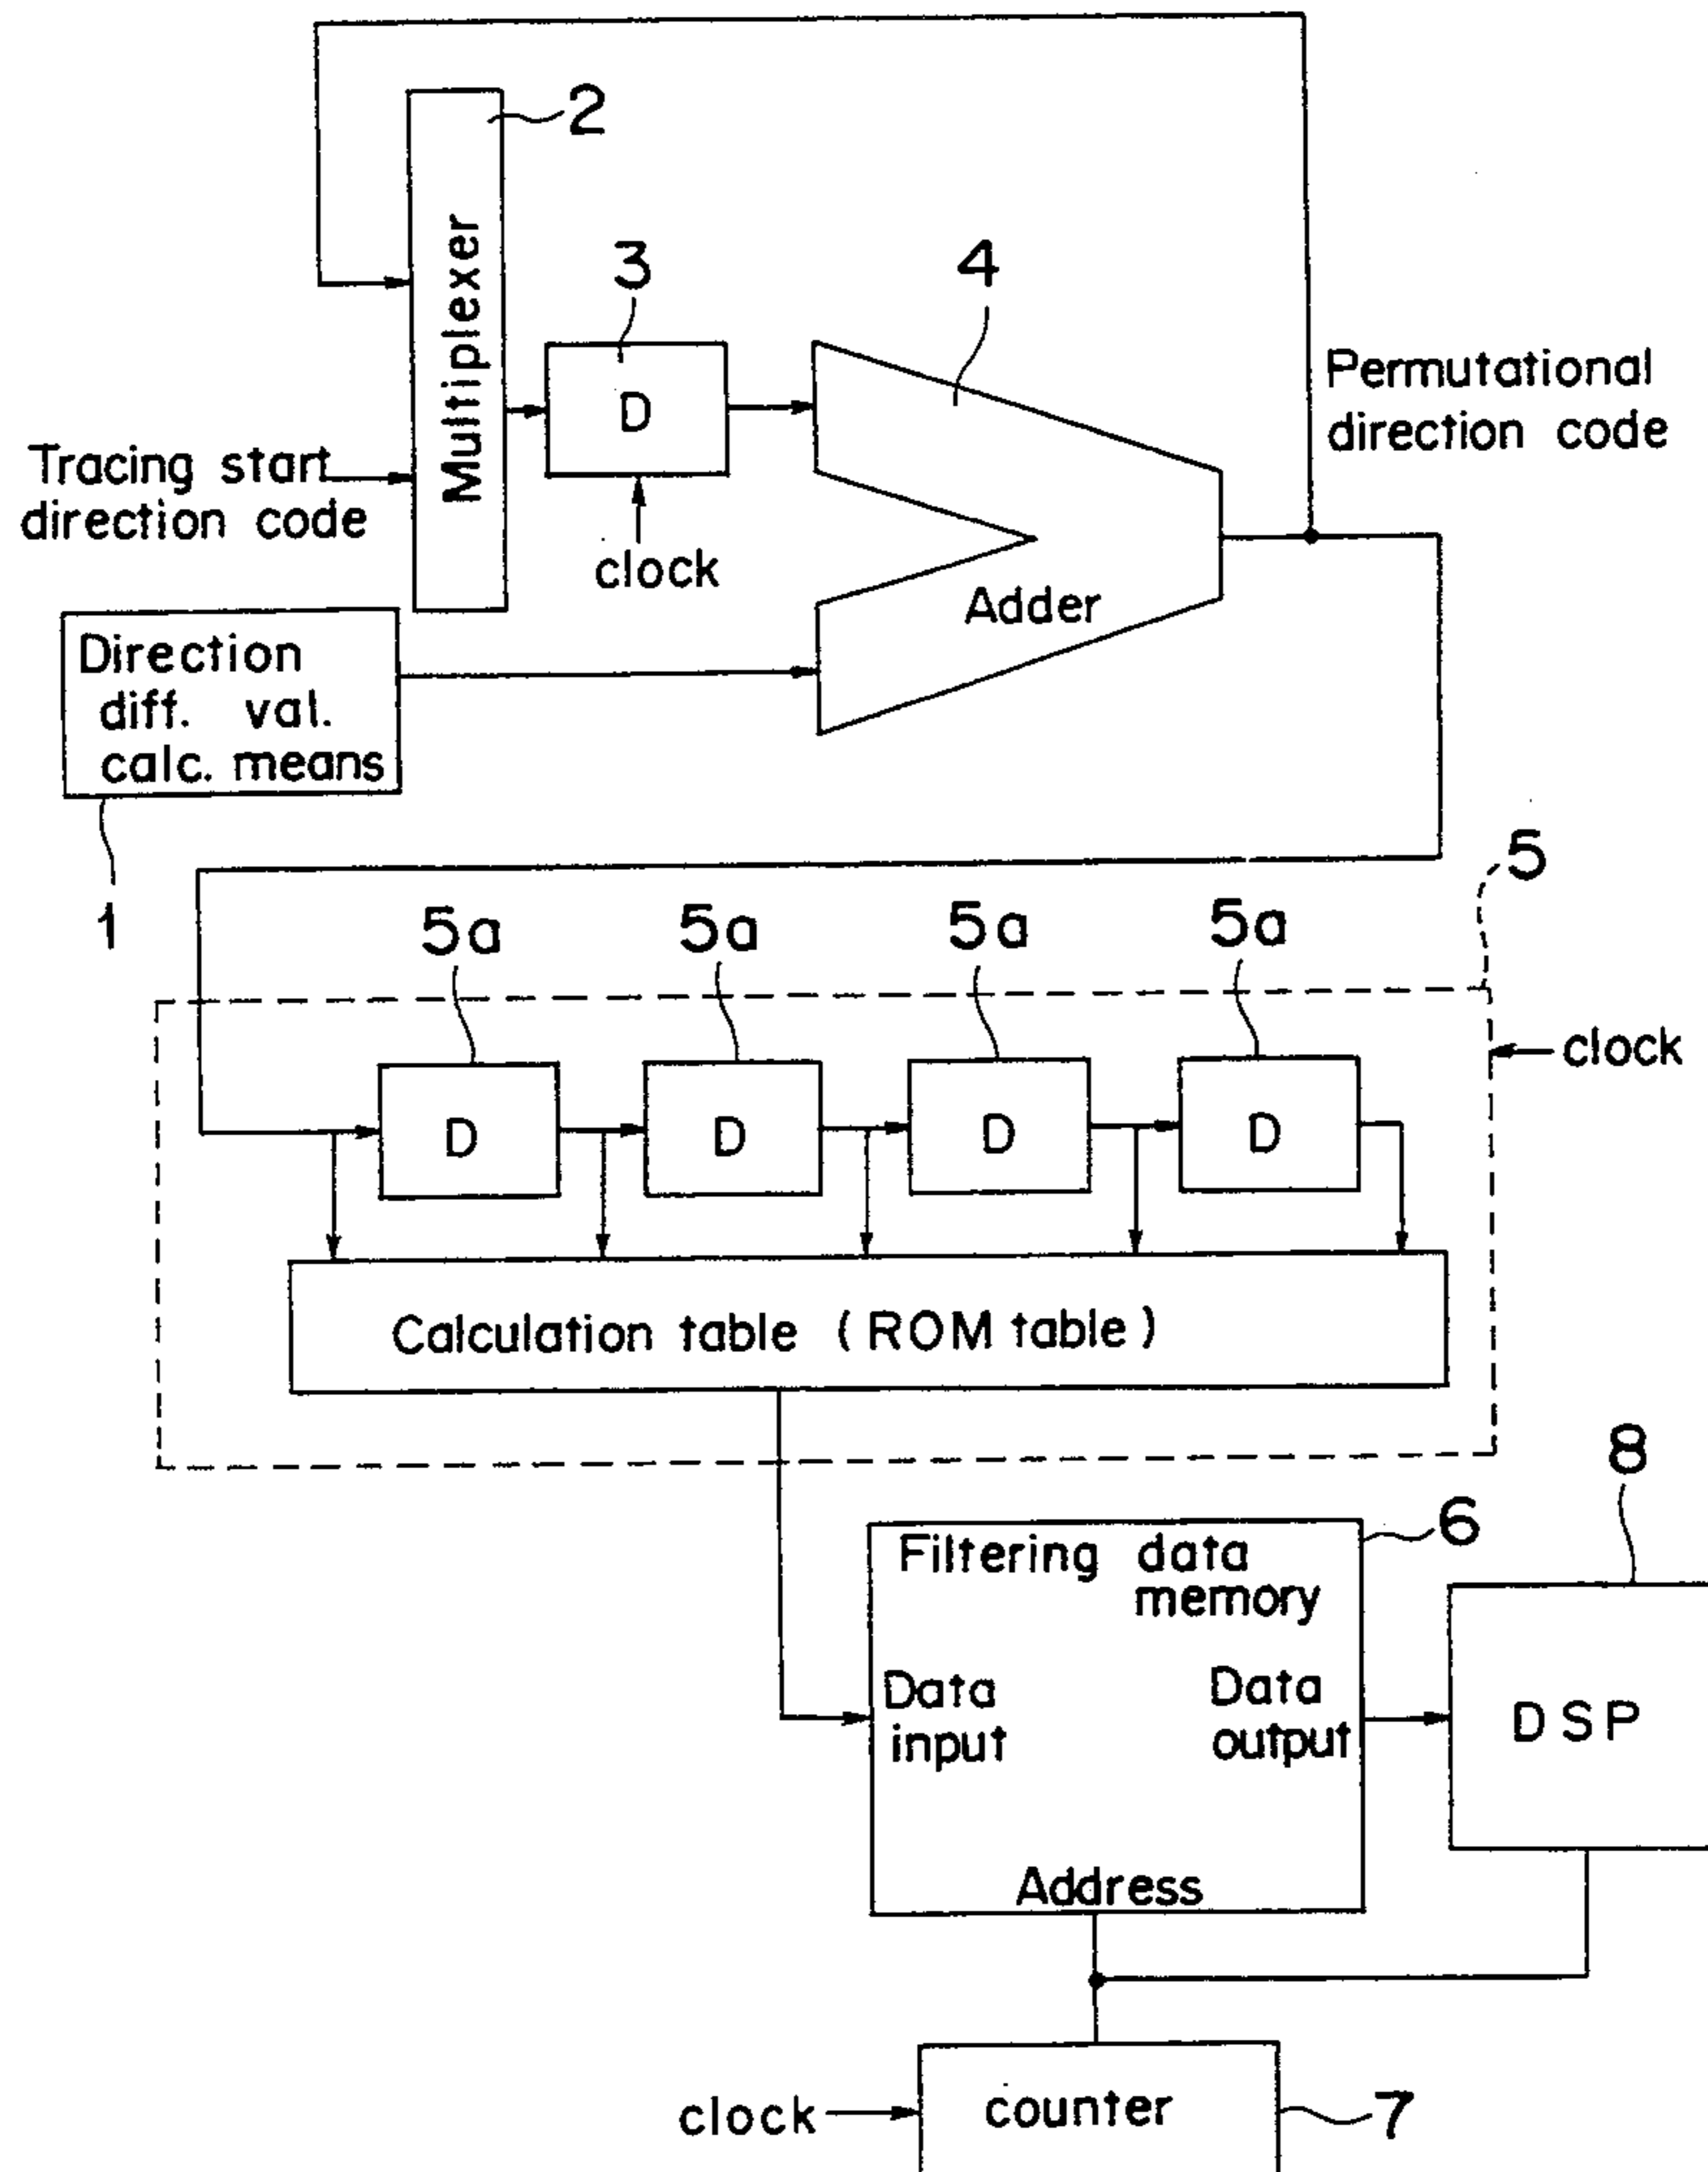 2
Multiplexer
3
D
clock
4
Adder
Permutational
direction code
Tracing start
direction code
Direction
diff. val.
calc. means
1
5
5a
5a
5a
5a
clock
D
D
D
D
Calculation table (ROM table)
6
Filtering data
memory
Data
input
Data
output
Address
8
DSP
clock
counter
7